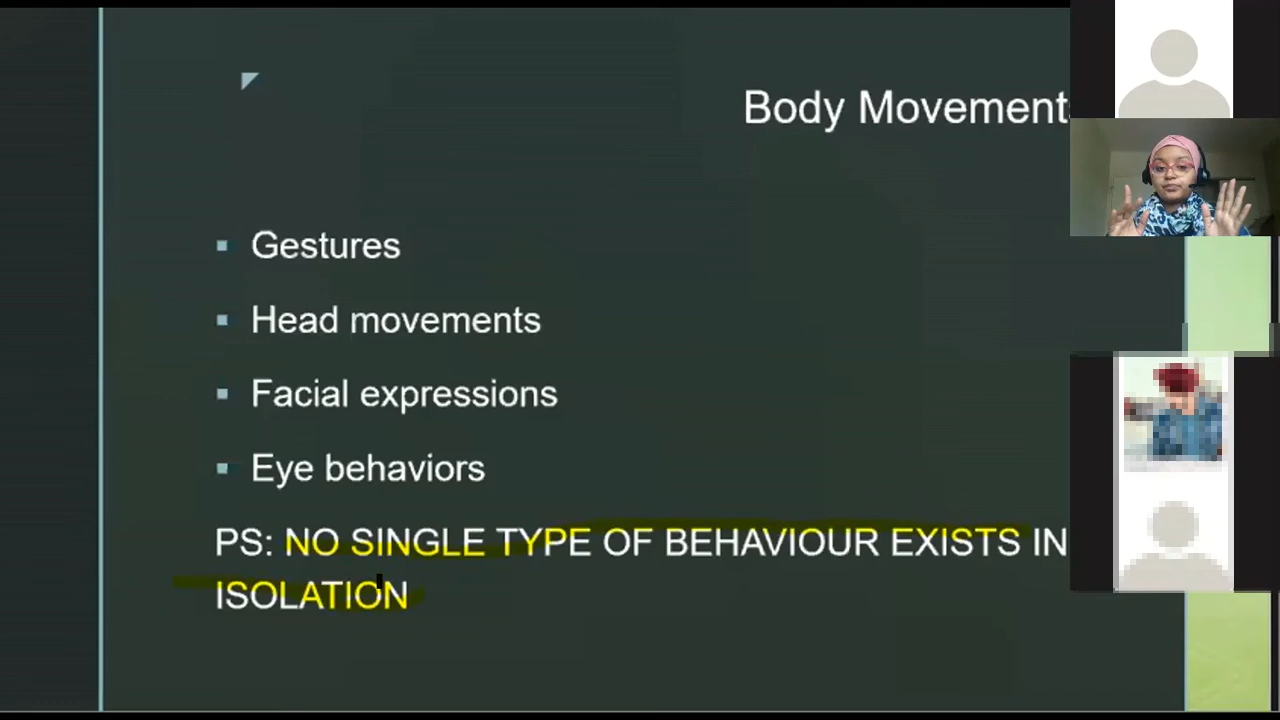 Body Movement
Gestures
Head movements
Facial expressions
Eye behaviors
PS: NO SINGLE TYPE OF BEHAVIOUR EXISTS IN
ISOLATION